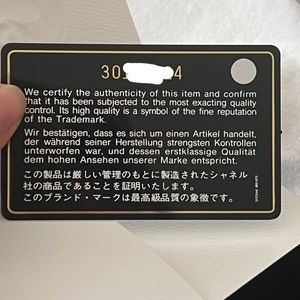 30 4
We certify the authenticity of this item and confirm
that it has been subjected to the most exacting quality
control. Its high quality is a symbol of the fine reputation
of the Trademark.
Wir bestätigen, dass es sich um einen Artikel handelt,
der während seiner Herstellung strengsten Kontrollen
unterworfen war, und dessen erstklassige Qualität
dem hohen Ansehen unserer Marke entspricht.
この製品は厳しい管理のもとに製造されたシャネル
社の商品であることを証明いたします。
このブランド・マークは最高級品質の象徴です。